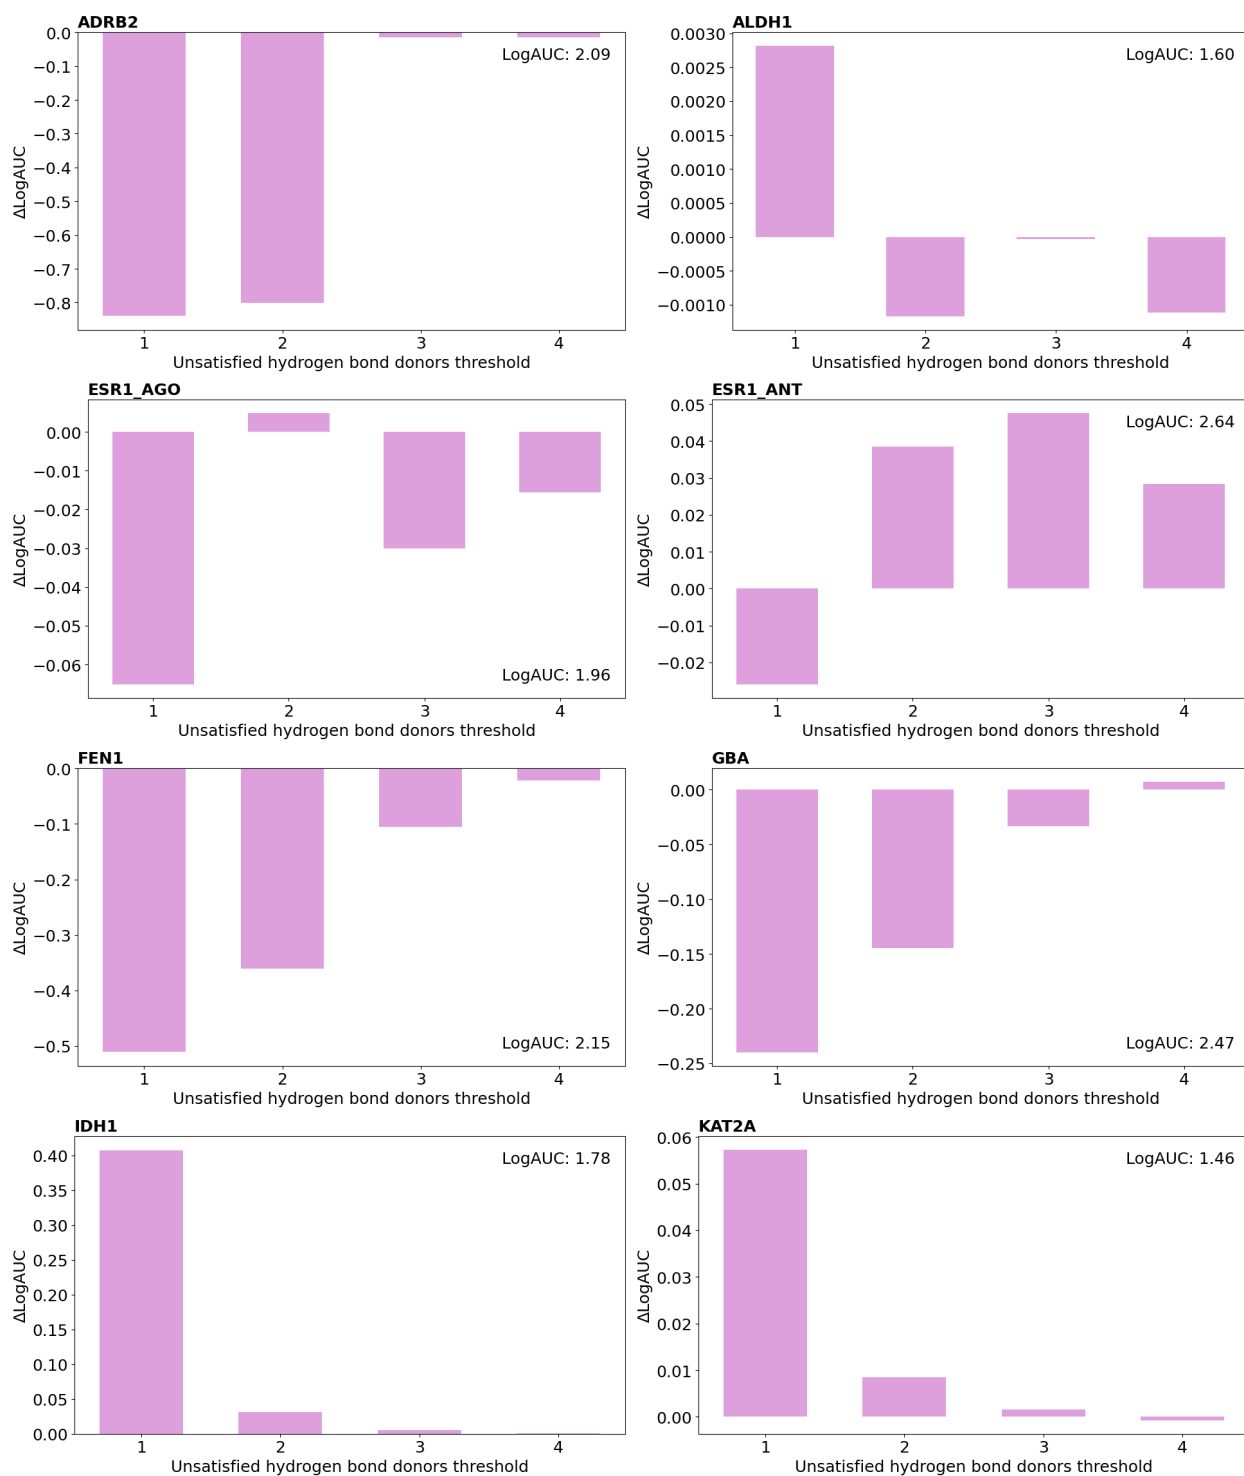 ADRB2
LogAUC: 2.09
ΔLogAUC
0.0
−0.1
−0.2
−0.3
−0.4
−0.5
−0.6
−0.7
−0.8
1 2 3 4
Unsatisfied hydrogen bond donors threshold
ALDH1
LogAUC: 1.60
ΔLogAUC
0.0030
0.0025
0.0020
0.0015
0.0010
0.0005
0.0000
−0.0005
−0.0010
1 2 3 4
Unsatisfied hydrogen bond donors threshold
ESR1_AGO
ΔLogAUC
0.00
−0.01
−0.02
−0.03
−0.04
−0.05
−0.06
LogAUC: 1.96
1 2 3 4
Unsatisfied hydrogen bond donors threshold
ESR1_ANT
LogAUC: 2.64
ΔLogAUC
0.05
0.04
0.03
0.02
0.01
0.00
−0.01
−0.02
1 2 3 4
Unsatisfied hydrogen bond donors threshold
FEN1
ΔLogAUC
0.0
−0.1
−0.2
−0.3
−0.4
−0.5
LogAUC: 2.15
1 2 3 4
Unsatisfied hydrogen bond donors threshold
GBA
ΔLogAUC
0.00
−0.05
−0.10
−0.15
−0.20
−0.25
LogAUC: 2.47
1 2 3 4
Unsatisfied hydrogen bond donors threshold
IDH1
LogAUC: 1.78
ΔLogAUC
0.40
0.35
0.30
0.25
0.20
0.15
0.10
0.05
0.00
1 2 3 4
Unsatisfied hydrogen bond donors threshold
KAT2A
LogAUC: 1.46
ΔLogAUC
0.06
0.05
0.04
0.03
0.02
0.01
0.00
1 2 3 4
Unsatisfied hydrogen bond donors threshold